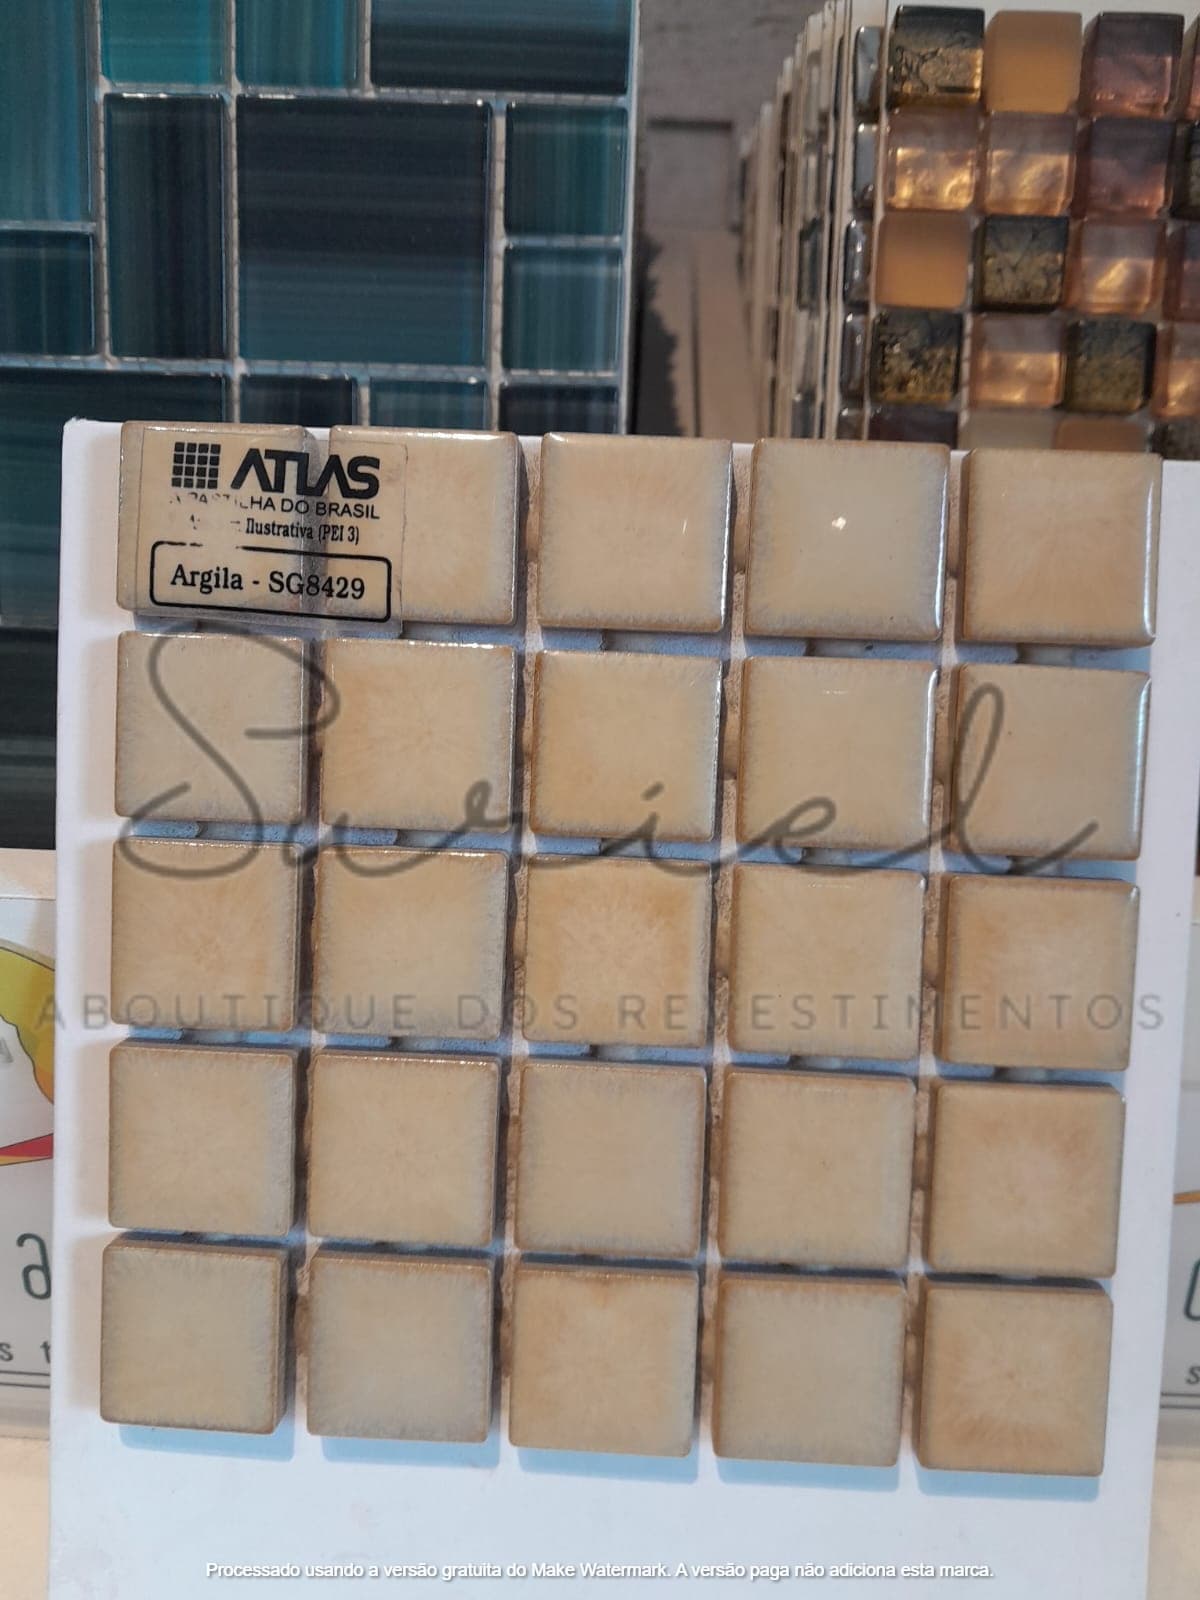 ATLAS
DO BRASIL
Ilustrativa (PEI 3)
Argila - SG8429
Suriel
ABOUTIQUE DOS REVESTIMENTOS
a
s t
s
Processado usando a versão gratuita do Make Watermark. A versão paga não adiciona esta marca.